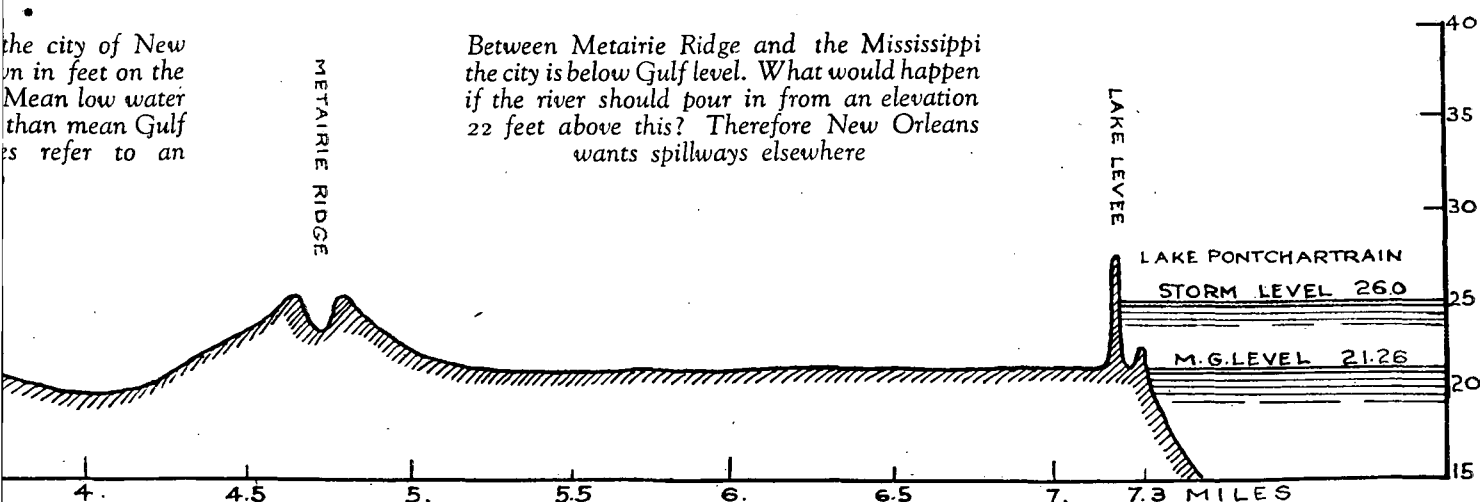 the city of New
n in feet on the
Mean low water
than mean Gulf
s refer to an
METAIRIE RIDGE
Between Metairie Ridge and the Mississippi
the city is below Gulf level. What would happen
if the river should pour in from an elevation
22 feet above this? Therefore New Orleans
wants spillways elsewhere
LAKE LEVEE
40
35
30
LAKE PONTCHARTRAIN
STORM LEVEL 26.0
25
M.G.LEVEL 21.26
20
15
4. 4.5 5. 5.5 6. 6.5 7. 7.3 MILES